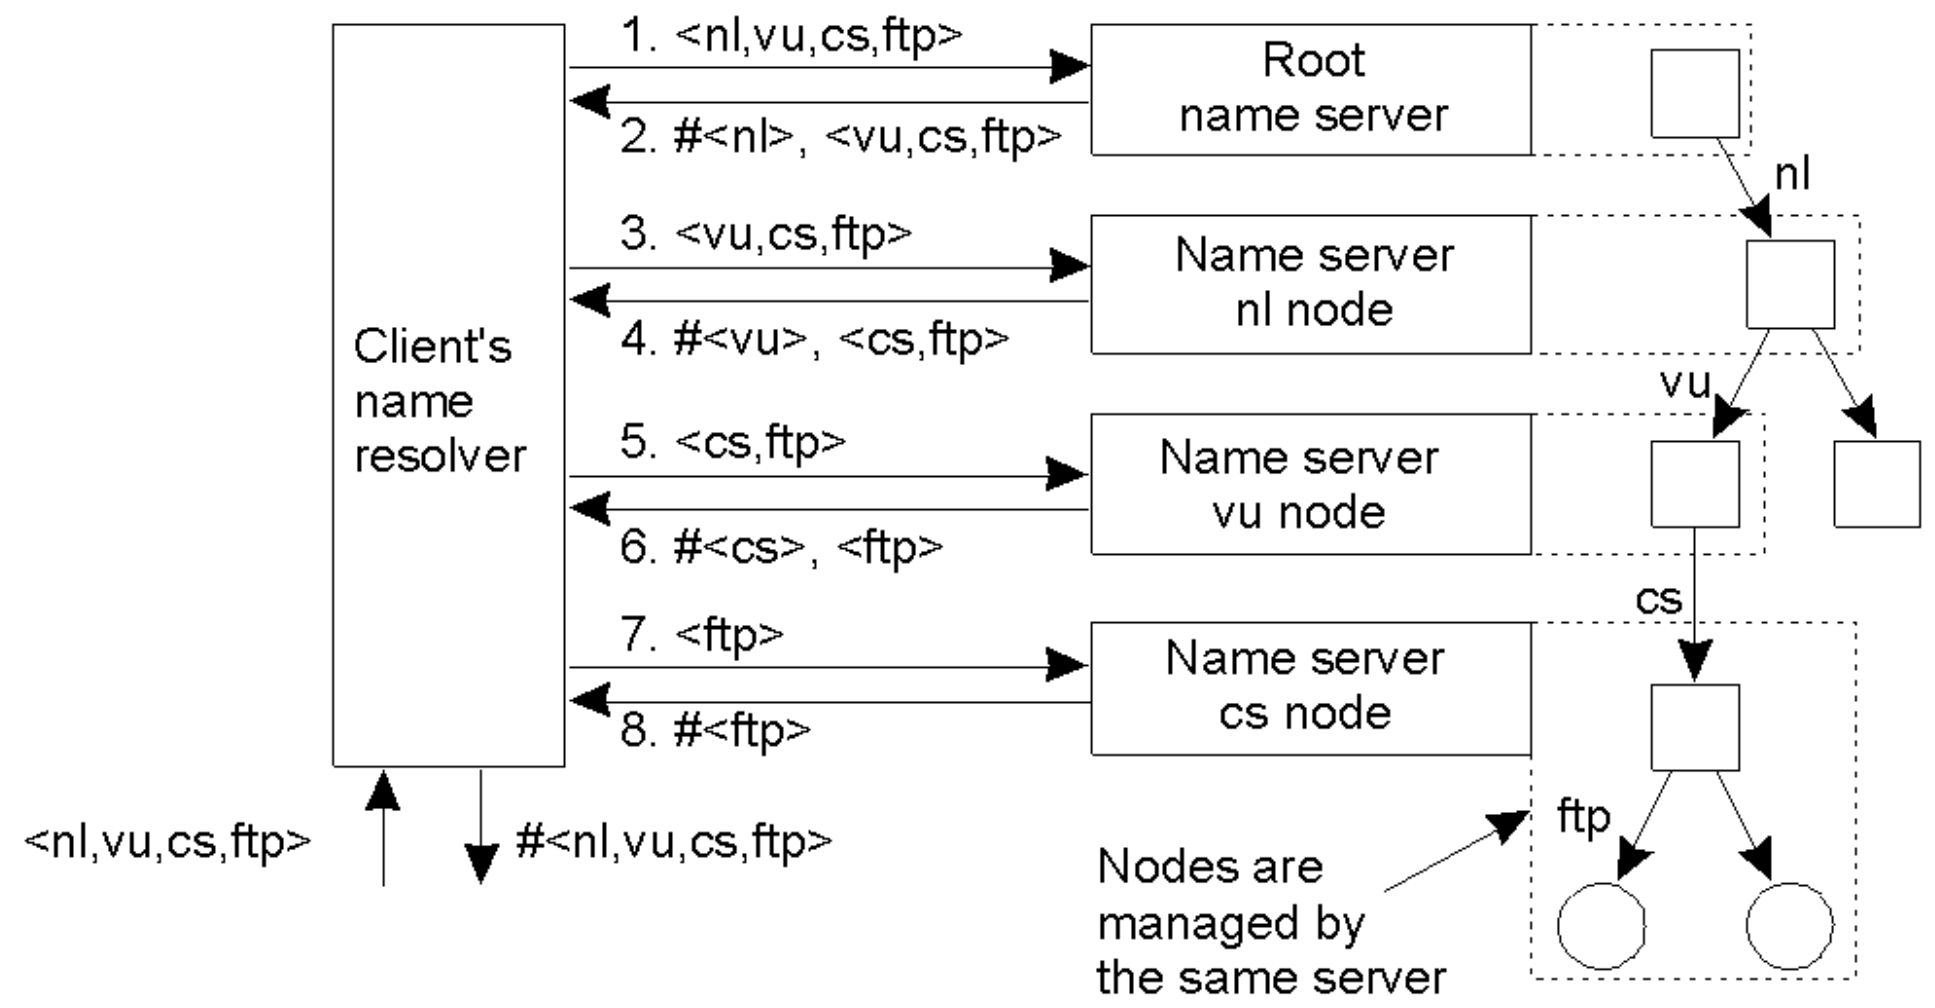 1. <nl,vu,cs,ftp>
Root
name server
2. #<nl>, <vu,cs,ftp>
nl
3. <vu,cs,ftp>
Name server
nl node
4. #<vu>, <cs,ftp>
vu
Client's
name
resolver
5. <cs,ftp>
Name server
vu node
6. #<cs>, <ftp>
cs
7. <ftp>
Name server
cs node
8. #<ftp>
ftp
<nl,vu,cs,ftp>
#<nl,vu,cs,ftp>
Nodes are
managed by
the same server